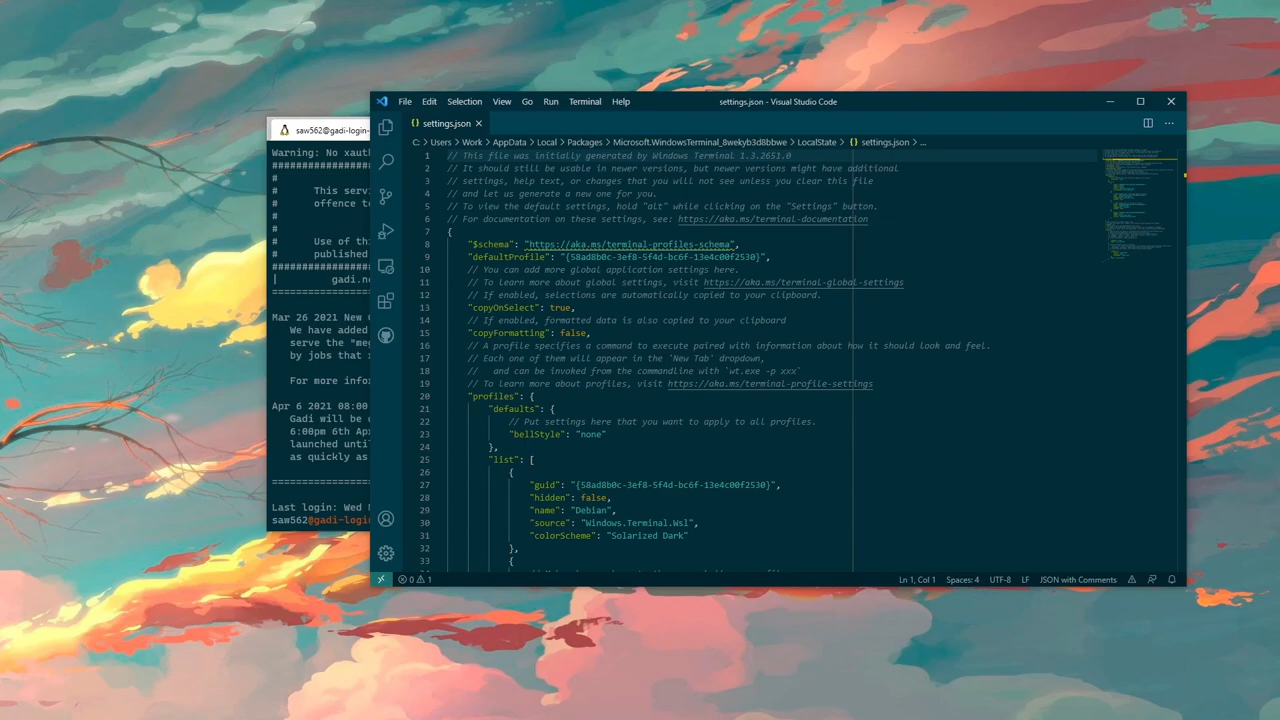 File Edit Selection View Go Run Terminal Help settings.json - Visual Studio Code
settings.json
C: > Users > Work > AppData > Local > Packages > Microsoft.WindowsTerminal_8wekyb3d8bbwe > LocalState > {} settings.json > ...
1 // This file was initially generated by Windows Terminal 1.3.2651.0
2 // It should still be usable in newer versions, but newer versions might have additional
3 // settings, help text, or changes that you will not see unless you clear this file
4 // and let us generate a new one for you.
5 // To view the default settings, hold "alt" while clicking on the "Settings" button.
6 // For documentation on these settings, see: https://aka.ms/terminal-documentation
7 {
8 "$schema": "https://aka.ms/terminal-profiles-schema",
9 "defaultProfile": "{58ad8b0c-3ef8-5f4d-bc6f-13e4c00f2530}",
10 // You can add more global application settings here.
11 // To learn more about global settings, visit https://aka.ms/terminal-global-settings
12 // If enabled, selections are automatically copied to your clipboard.
13 "copyOnSelect": true,
14 // If enabled, formatted data is also copied to your clipboard
15 "copyFormatting": false,
16 // A profile specifies a command to execute paired with information about how it should look and feel.
17 // Each one of them will appear in the 'New Tab' dropdown,
18 //   and can be invoked from the commandline with `wt.exe -p xxx`
19 // To learn more about profiles, visit https://aka.ms/terminal-profile-settings
20 "profiles": {
21 "defaults": {
22 // Put settings here that you want to apply to all profiles.
23 "bellStyle": "none"
24 },
25 "list": [
26 {
27 "guid": "{58ad8b0c-3ef8-5f4d-bc6f-13e4c00f2530}",
28 "hidden": false,
29 "name": "Debian",
30 "source": "Windows.Terminal.Wsl",
31 "colorScheme": "Solarized Dark"
32 },
33 {
0 1 Ln 1, Col 1 Spaces: 4 UTF-8 LF JSON with Comments
saw562@gadi-login-
Warning: No xaut
####################
#
# This serv
# offence to
#
#
# Use of thi
# published
####################
| gadi.n
====================
Mar 26 2021 New
We have added
serve the "me
by jobs that
For more info
Apr 6 2021 08:00
Gadi will be
6:00pm 6th Ap
launched unti
as quickly as
====================
Last login: Wed
saw562@gadi-logi